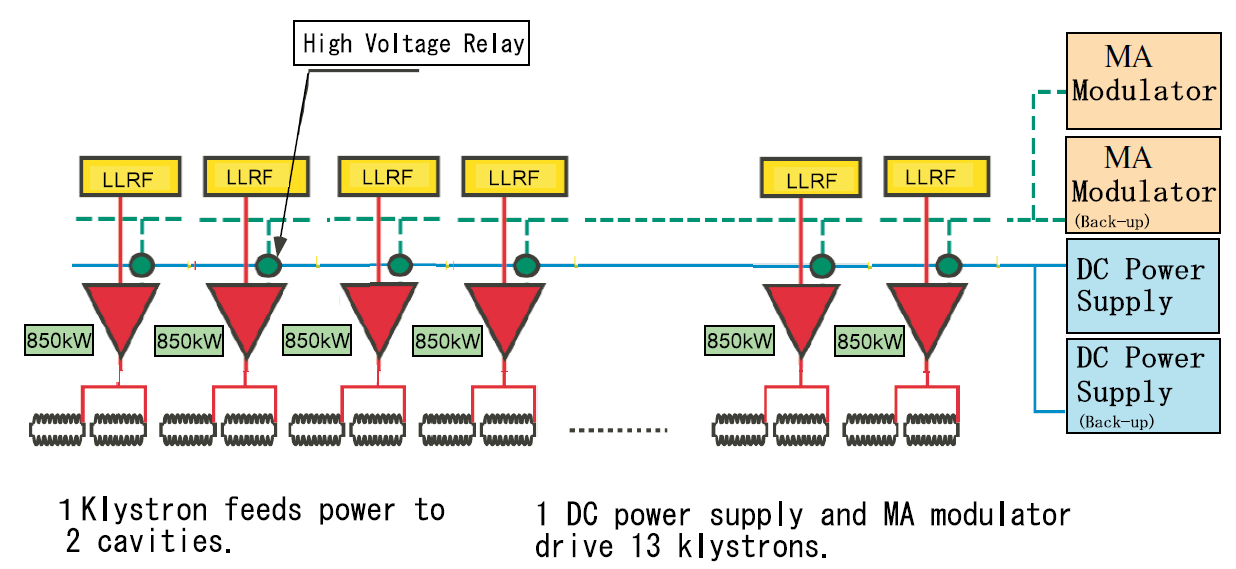 High Voltage Relay
MA
Modulator
MA
Modulator
(Back-up)
LLRF
LLRF
LLRF
LLRF
LLRF
LLRF
DC Power
Supply
850kW
850kW
850kW
850kW
850kW
850kW
DC Power
Supply
(Back-up)
1 Klystron feeds power to
2 cavities.
1 DC power supply and MA modulator
drive 13 klystrons.